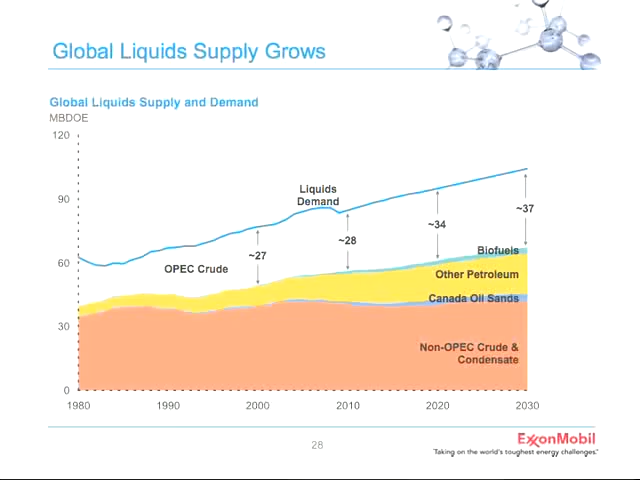 Global Liquids Supply Grows
Global Liquids Supply and Demand
MBDOE
120
90
60
30
0
Liquids
Demand
~27
~28
~34
~37
OPEC Crude
Biofuels
Other Petroleum
Canada Oil Sands
Non-OPEC Crude &
Condensate
1980
1990
2000
2010
2020
2030
28
ExxonMobil
Taking on the world's toughest energy challenges.™